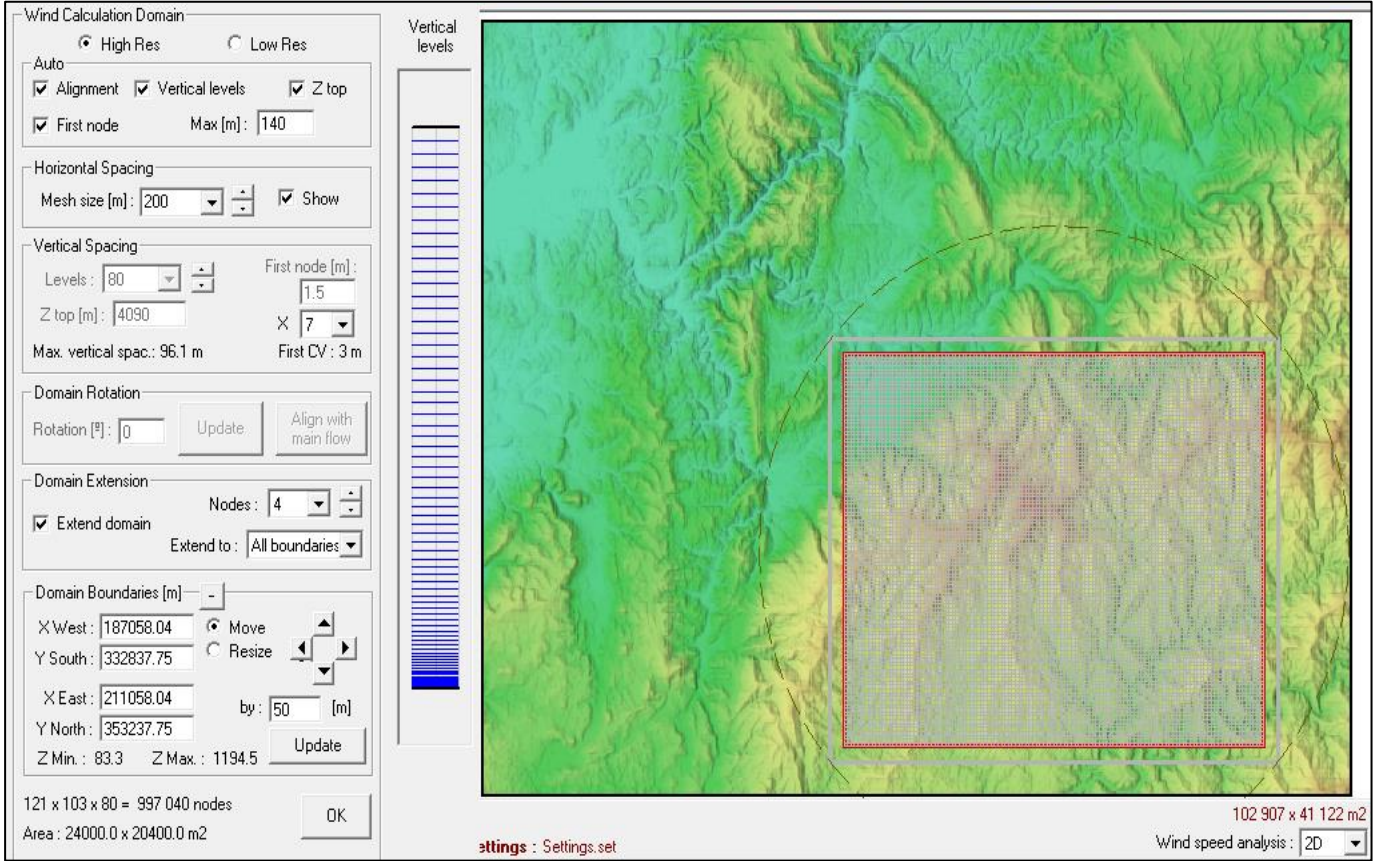 Wind Calculation Domain
High Res Low Res
Auto
Alignment Vertical levels Z top
First node Max [m] : 140
Horizontal Spacing
Mesh size [m] : 200 Show
Vertical Spacing
Levels : 80 First node [m] :
1.5
Z top [m] : 4090 X 7
Max. vertical spac.: 96.1 m First CV : 3 m
Domain Rotation
Rotation [º] : 0 Update Align with
main flow
Domain Extension
Nodes : 4
Extend domain
Extend to : All boundaries
Domain Boundaries [m] -
X West : 187058.04 Move
Y South : 332837.75 Resize
X East : 211058.04 by : 50 [m]
Y North : 353237.75
Z Min. : 83.3 Z Max. : 1194.5 Update
121 x 103 x 80 = 997 040 nodes
Area : 24000.0 x 20400.0 m2 OK
Vertical
levels
102 907 x 41 122 m2
ettings : Settings.set
Wind speed analysis : 2D